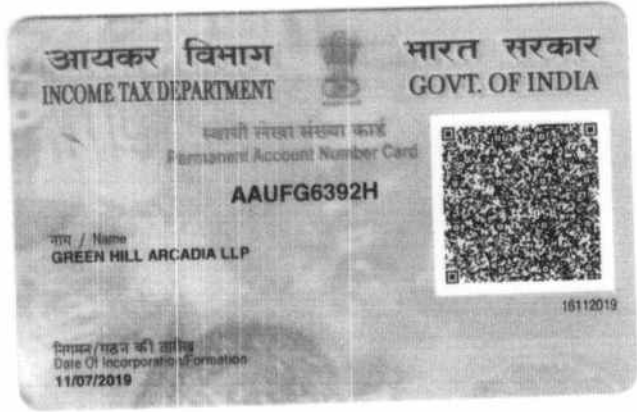 आयकर विभाग
INCOME TAX DEPARTMENT
भारत सरकार
GOVT. OF INDIA
स्थायी लेखा संख्या कार्ड
Permanent Account Number Card
AAUFG6392H
नाम / Name
GREEN HILL ARCADIA LLP
16112019
निगमन/गठन की तारीख
Date Of Incorporation/Formation
11/07/2019